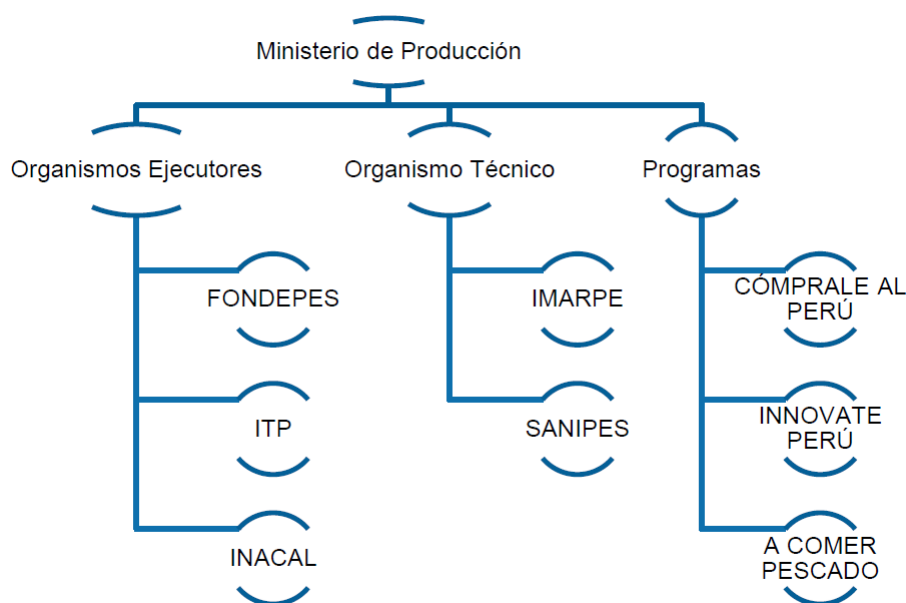 Ministerio de Producción
Organismos Ejecutores
Organismo Técnico
Programas
FONDEPES
IMARPE
CÓMPRALE AL
PERÚ
ITP
SANIPES
INNOVATE
PERÚ
INACAL
A COMER
PESCADO